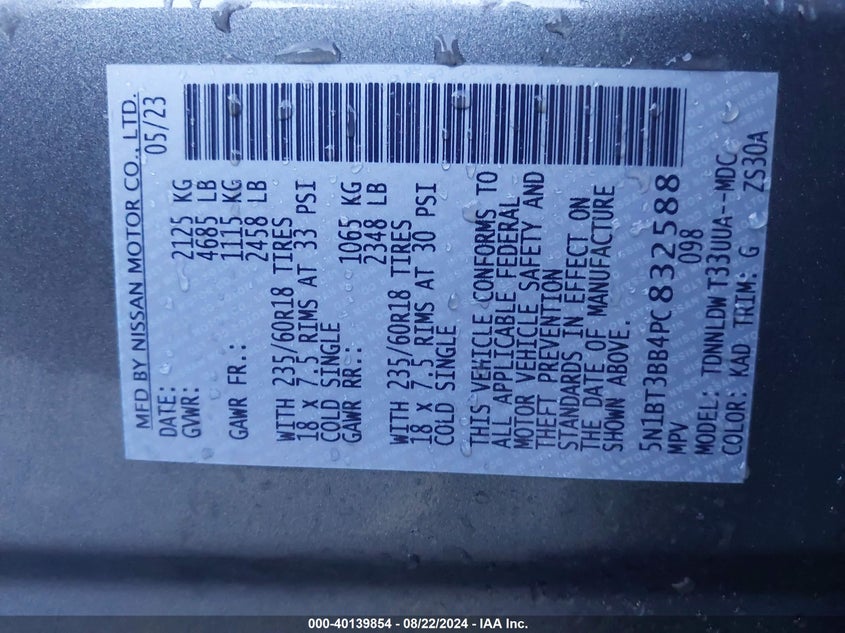 MFD BY NISSAN MOTOR CO., LTD.
DATE: 05/23
GVWR: 2125 KG
4685 LB
GAWR FR.: 1115 KG
2458 LB
WITH 235/60R18 TIRES
18 X 7.5 RIMS AT 33 PSI
COLD SINGLE
GAWR RR.: 1065 KG
2348 LB
WITH 235/60R18 TIRES
18 X 7.5 RIMS AT 30 PSI
COLD SINGLE
THIS VEHICLE CONFORMS TO
ALL APPLICABLE FEDERAL
MOTOR VEHICLE SAFETY AND
THEFT PREVENTION
STANDARDS IN EFFECT ON
THE DATE OF MANUFACTURE
SHOWN ABOVE.
5N1BT3BB4PC832588
MPV 098
MODEL: TDNNLDW T33UUA--MDC
COLOR: KAD TRIM: G ZS30A
000-40139854 - 08/22/2024 - IAA Inc.